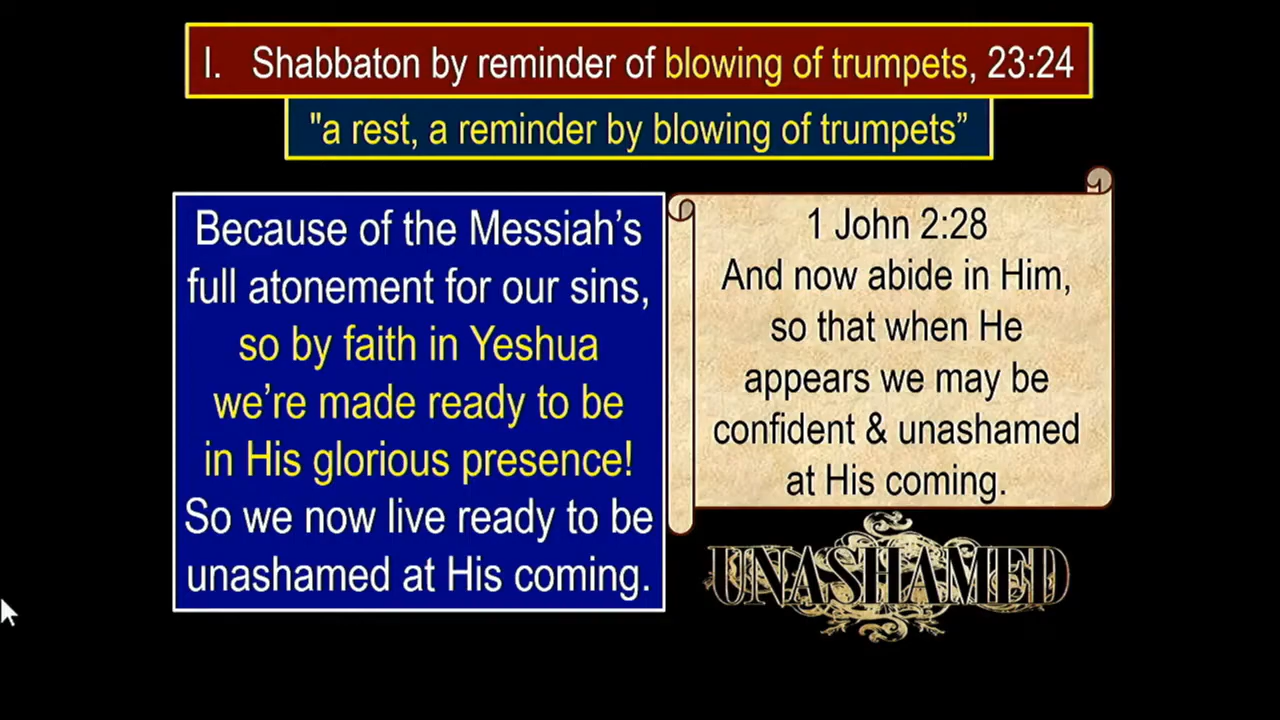 I. Shabbaton by reminder of blowing of trumpets, 23:24
"a rest, a reminder by blowing of trumpets”
Because of the Messiah’s
full atonement for our sins,
so by faith in Yeshua
we’re made ready to be
in His glorious presence!
So we now live ready to be
unashamed at His coming.
1 John 2:28
And now abide in Him,
so that when He
appears we may be
confident & unashamed
at His coming.
UNASHAMED